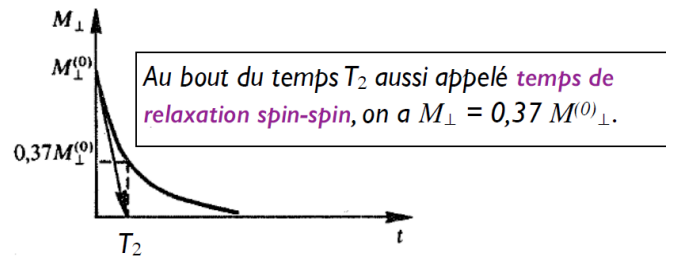 M⊥
M⊥⁽⁰⁾
Au bout du temps T₂ aussi appelé temps de
relaxation spin-spin, on a M⊥ = 0,37 M⁽⁰⁾⊥.
0,37M⊥⁽⁰⁾
T₂
t